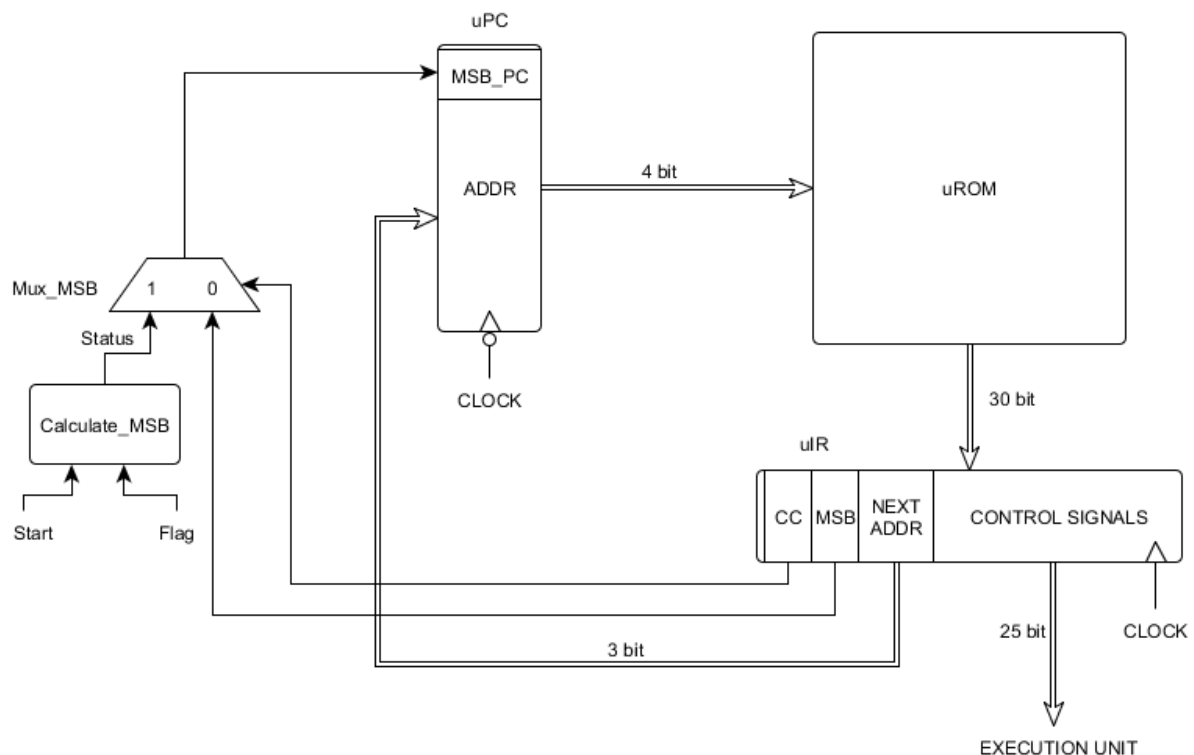 uPC
MSB_PC
ADDR
4 bit
uROM
Mux_MSB
1
0
Status
Calculate_MSB
Start
Flag
CLOCK
30 bit
uIR
CC
MSB
NEXT
ADDR
CONTROL SIGNALS
3 bit
25 bit
CLOCK
EXECUTION UNIT